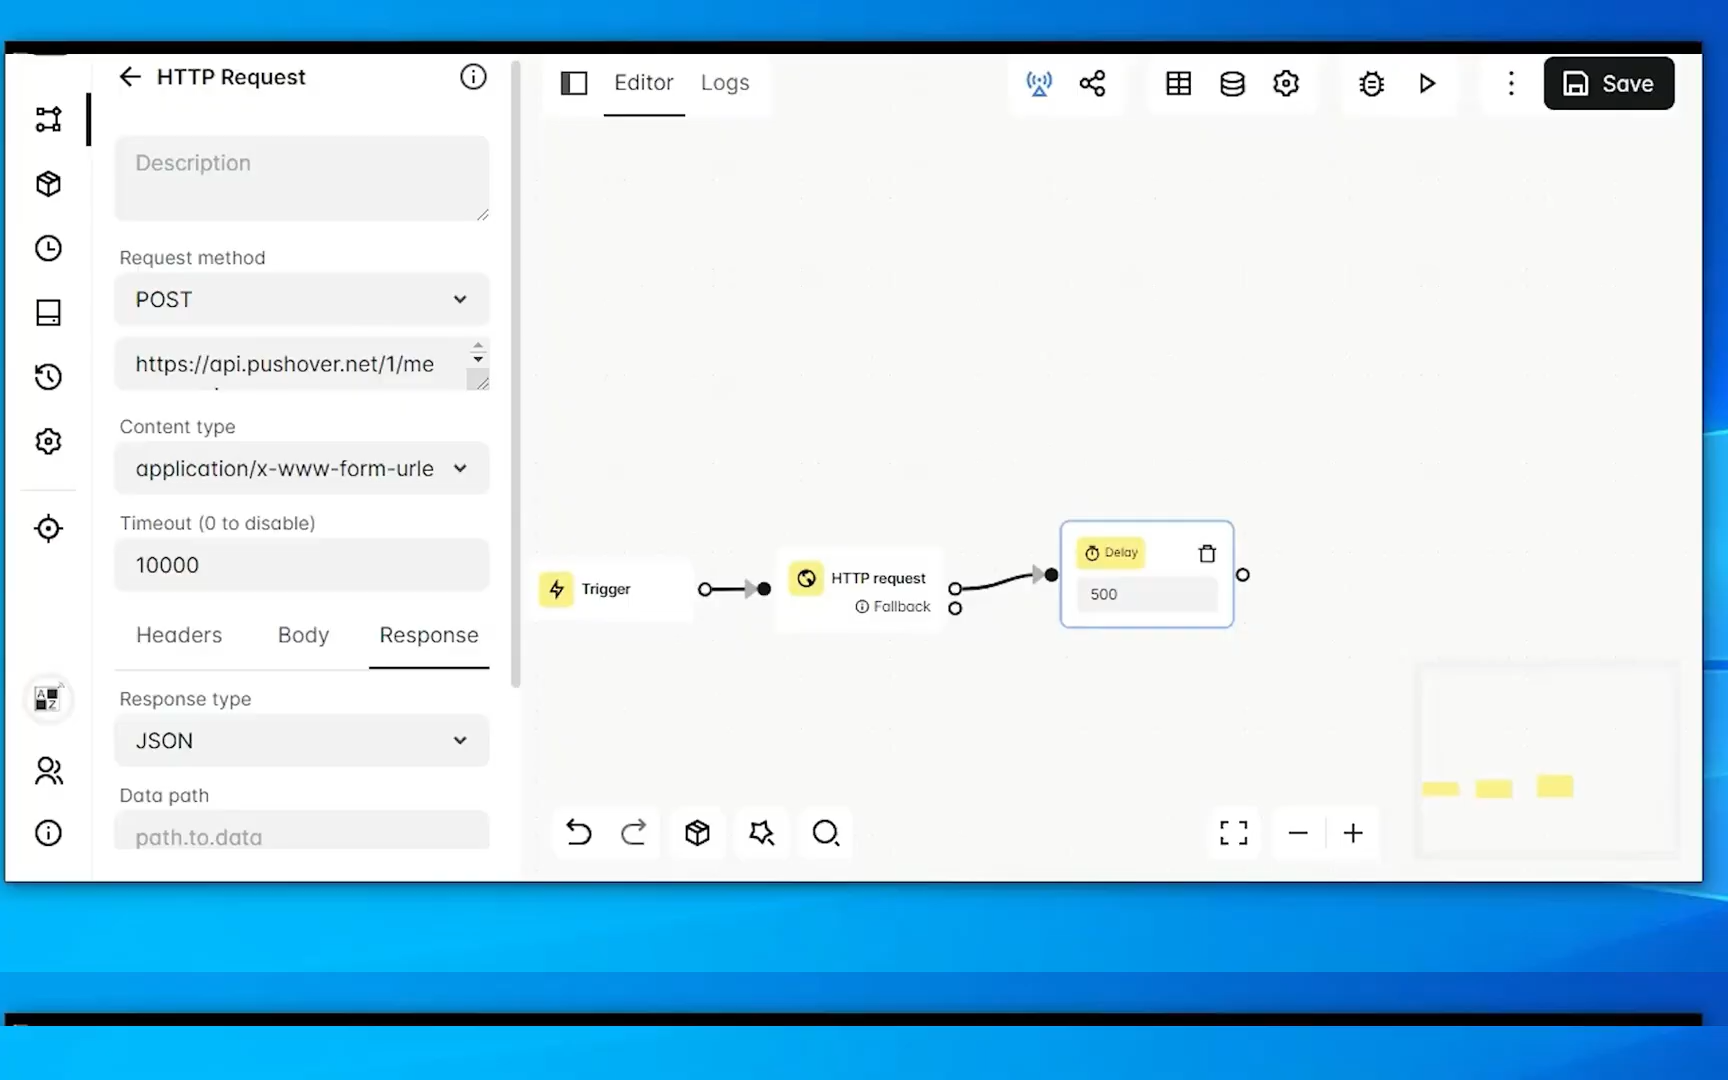 HTTP Request
Editor
Logs
Save
Description
Request method
POST
https://api.pushover.net/1/me
Content type
application/x-www-form-urle
Timeout (0 to disable)
10000
Headers
Body
Response
Response type
JSON
Data path
path.to.data
Trigger
HTTP request
Fallback
Delay
500
A
Z